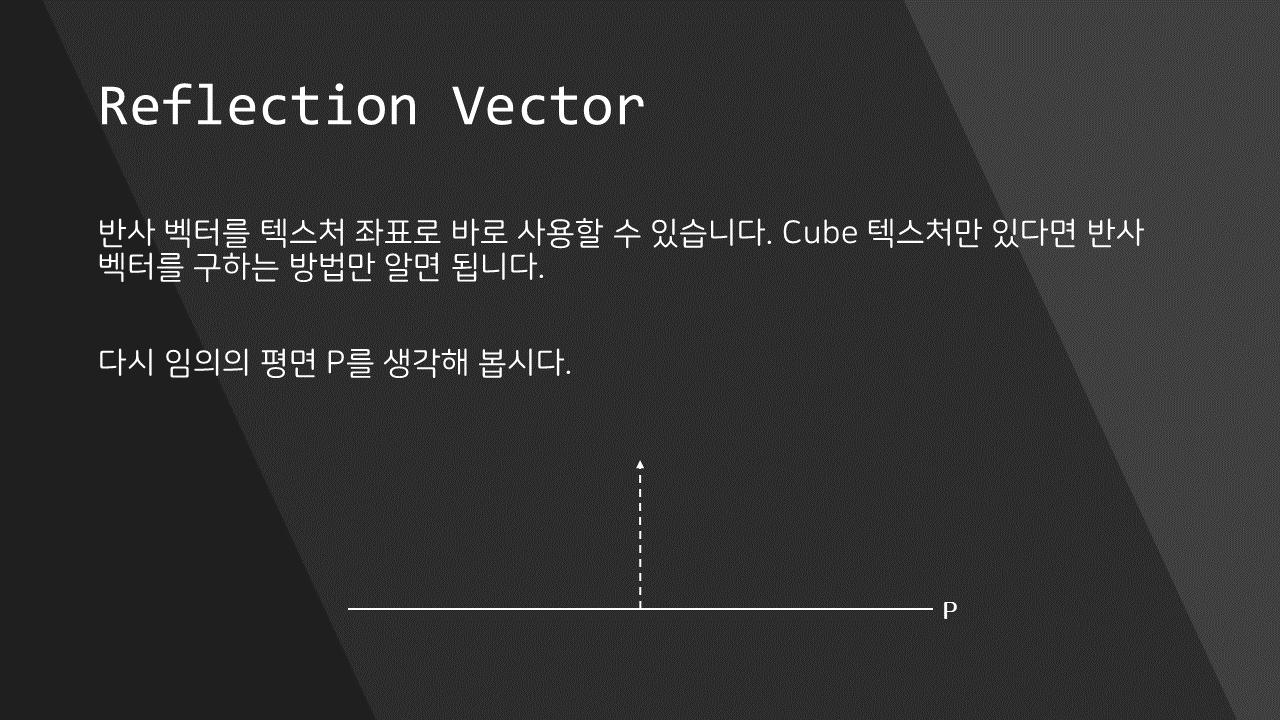 Reflection Vector
반사 벡터를 텍스처 좌표로 바로 사용할 수 있습니다. Cube 텍스처만 있다면 반사
벡터를 구하는 방법만 알면 됩니다.
다시 임의의 평면 P를 생각해 봅시다.
P